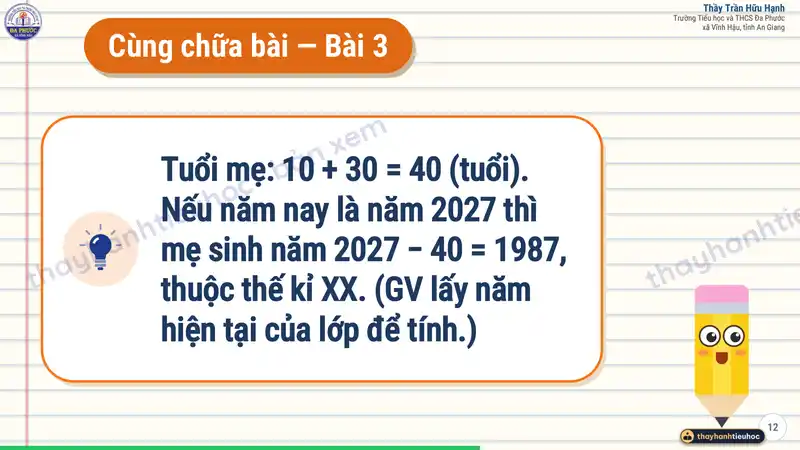 Thầy Trần Hữu Hạnh
Trường Tiểu học và THCS Đa Phước
xã Vĩnh Hậu, tỉnh An Giang
ĐA PHƯỚC
Cùng chữa bài – Bài 3
Tuổi mẹ: 10 + 30 = 40 (tuổi).
Nếu năm nay là năm 2027 thì
mẹ sinh năm 2027 – 40 = 1987,
thuộc thế kỉ XX. (GV lấy năm
hiện tại của lớp để tính.)
thayhanhtieuhoc
12